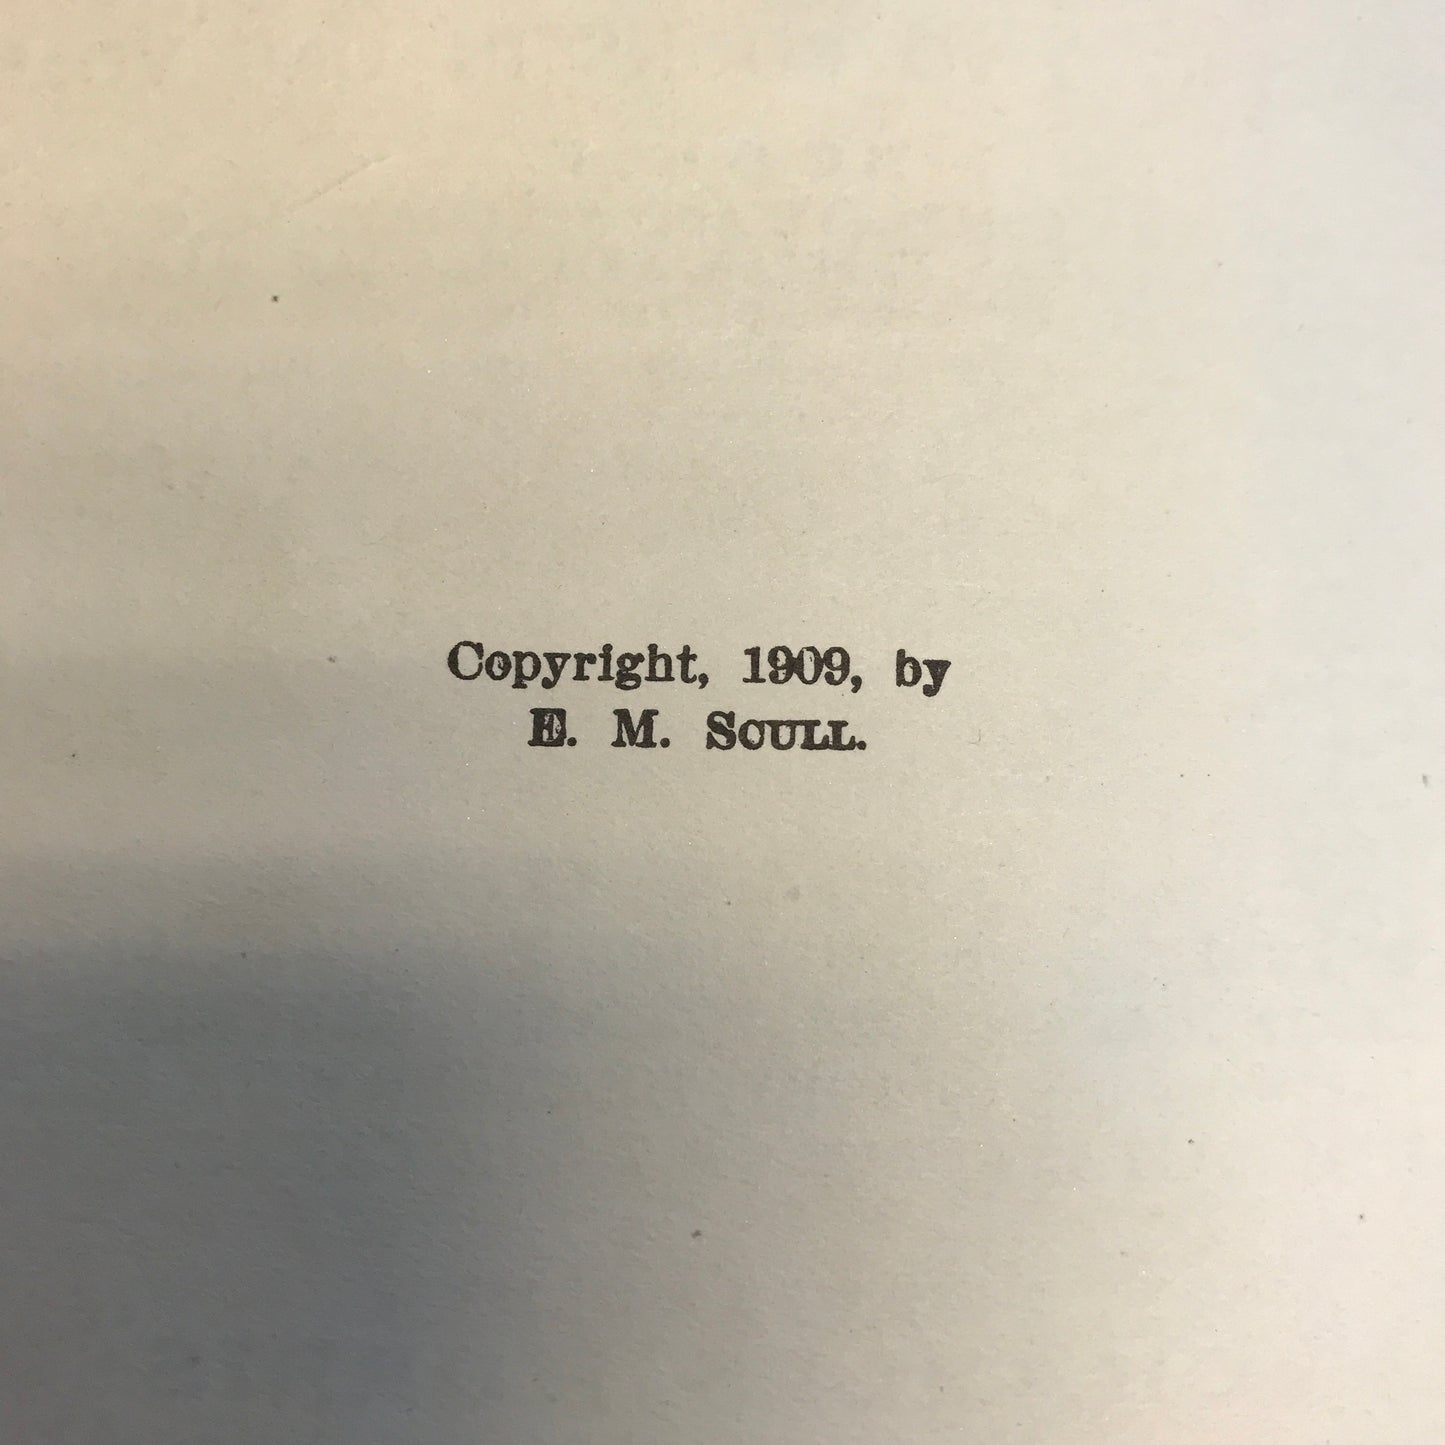 Copyright, 1909, by
E. M. SCULL.